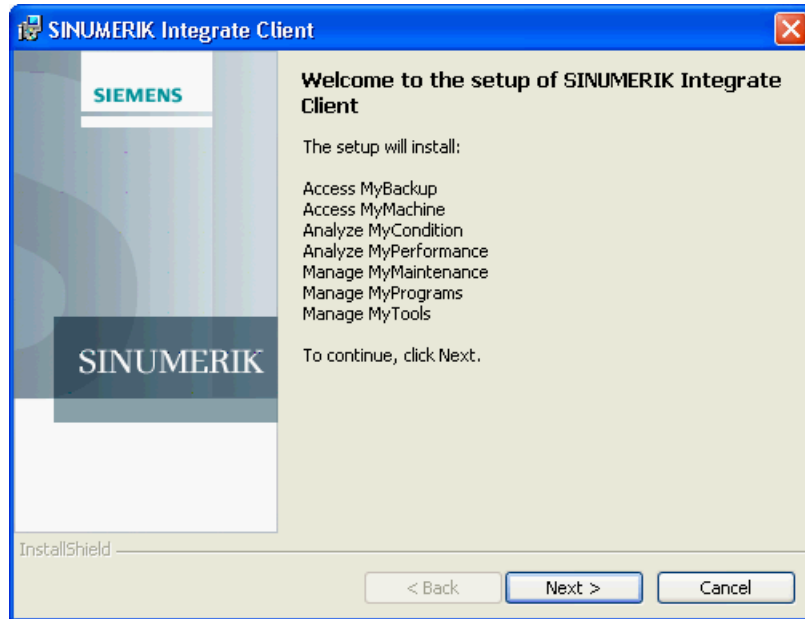 SINUMERIK Integrate Client
SIEMENS
SINUMERIK
Welcome to the setup of SINUMERIK Integrate
Client
The setup will install:
Access MyBackup
Access MyMachine
Analyze MyCondition
Analyze MyPerformance
Manage MyMaintenance
Manage MyPrograms
Manage MyTools
To continue, click Next.
InstallShield
< Back
Next >
Cancel